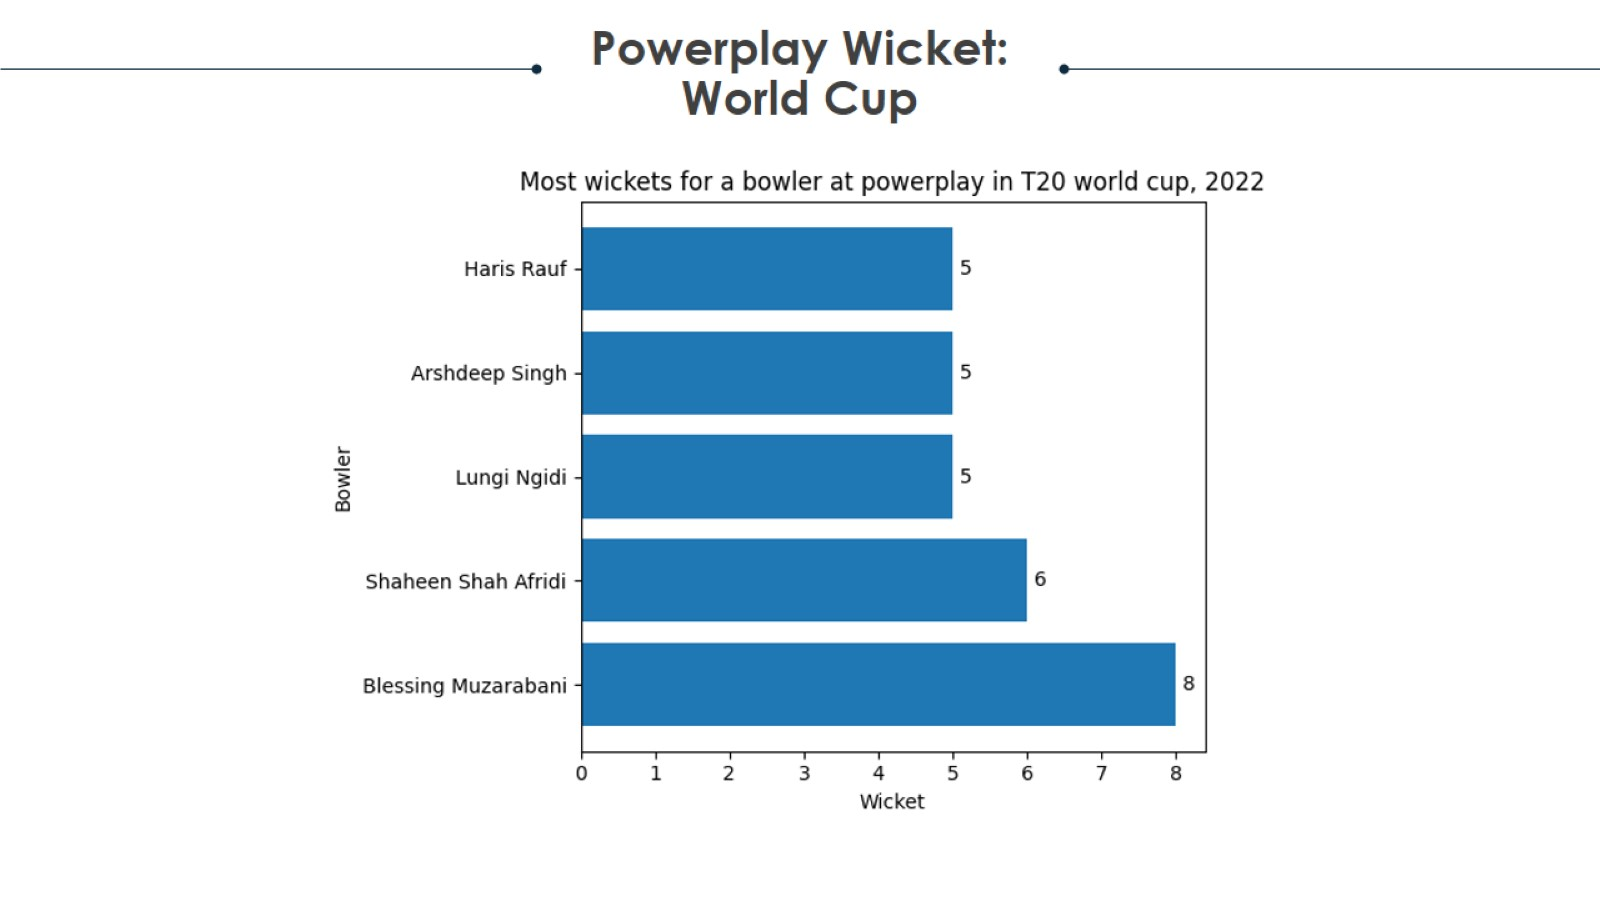 Powerplay Wicket:
World Cup
Most wickets for a bowler at powerplay in T20 world cup, 2022
Haris Rauf
5
Arshdeep Singh
5
Lungi Ngidi
5
Shaheen Shah Afridi
6
Blessing Muzarabani
8
Bowler
0 1 2 3 4 5 6 7 8
Wicket